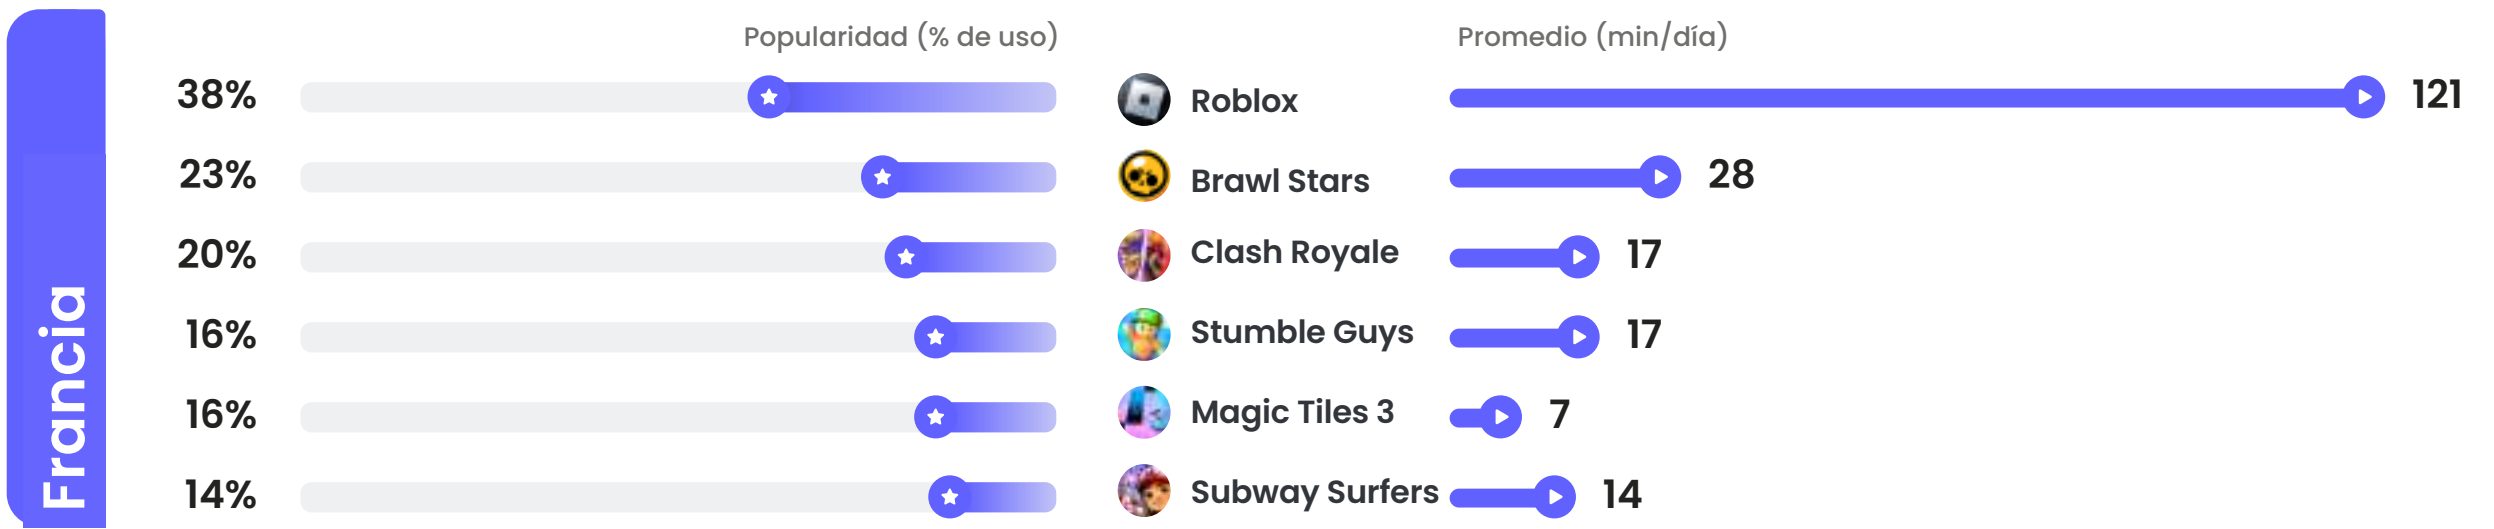 Popularidad (% de uso) Promedio (min/día)
38% Roblox 121
23% Brawl Stars 28
20% Clash Royale 17
16% Stumble Guys 17
16% Magic Tiles 3 7
14% Subway Surfers 14
Francia